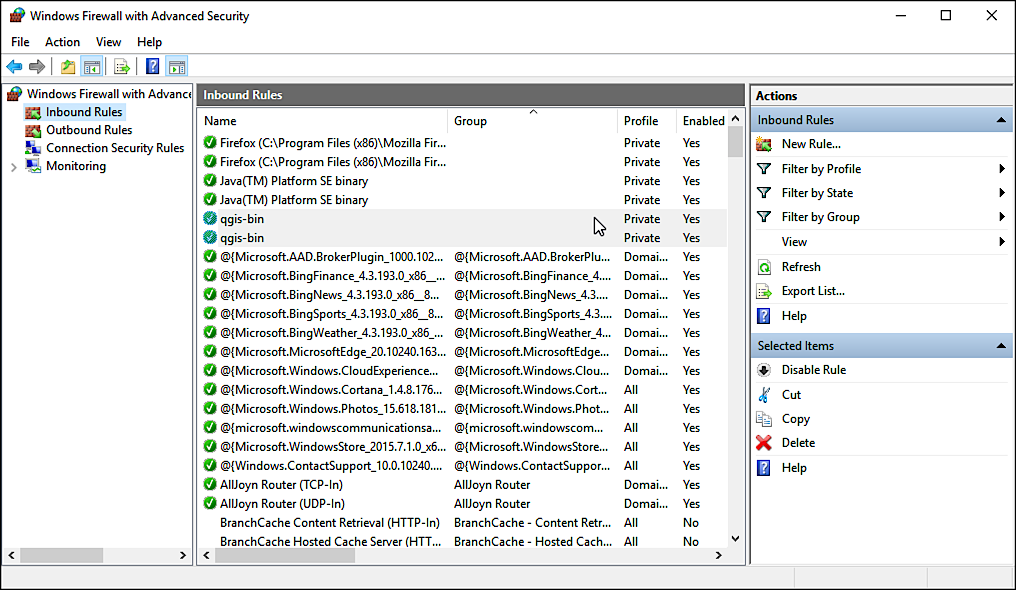 Windows Firewall with Advanced Security
File Action View Help
Windows Firewall with Advance
Inbound Rules
Outbound Rules
Connection Security Rules
Monitoring
Inbound Rules
Name Group Profile Enabled
Firefox (C:\Program Files (x86)\Mozilla Fir... Private Yes
Firefox (C:\Program Files (x86)\Mozilla Fir... Private Yes
Java(TM) Platform SE binary Private Yes
Java(TM) Platform SE binary Private Yes
qgis-bin Private Yes
qgis-bin Private Yes
@{Microsoft.AAD.BrokerPlugin_1000.102... @{Microsoft.AAD.BrokerPlu... Domai... Yes
@{Microsoft.BingFinance_4.3.193.0_x86__... @{Microsoft.BingFinance_4.... Domai... Yes
@{Microsoft.BingNews_4.3.193.0_x86__8... @{Microsoft.BingNews_4.3.... Domai... Yes
@{Microsoft.BingSports_4.3.193.0_x86__8... @{Microsoft.BingSports_4.3.... Domai... Yes
@{Microsoft.BingWeather_4.3.193.0_x86_... @{Microsoft.BingWeather_4... Domai... Yes
@{Microsoft.MicrosoftEdge_20.10240.163... @{Microsoft.MicrosoftEdge... Domai... Yes
@{Microsoft.Windows.CloudExperience... @{Microsoft.Windows.Clou... Domai... Yes
@{Microsoft.Windows.Cortana_1.4.8.176... @{Microsoft.Windows.Cort... All Yes
@{Microsoft.Windows.Photos_15.618.181... @{Microsoft.Windows.Phot... All Yes
@{microsoft.windowscommunicationsa... @{microsoft.windowscom... All Yes
@{Microsoft.WindowsStore_2015.7.1.0_x6... @{Microsoft.WindowsStore... All Yes
@{Windows.ContactSupport_10.0.10240.... @{Windows.ContactSuppor... All Yes
AllJoyn Router (TCP-In) AllJoyn Router Domai... Yes
AllJoyn Router (UDP-In) AllJoyn Router Domai... Yes
BranchCache Content Retrieval (HTTP-In) BranchCache - Content Retr... All No
BranchCache Hosted Cache Server (HTT... BranchCache - Hosted Cach... All No
Actions
Inbound Rules
New Rule...
Filter by Profile
Filter by State
Filter by Group
View
Refresh
Export List...
Help
Selected Items
Disable Rule
Cut
Copy
Delete
Help